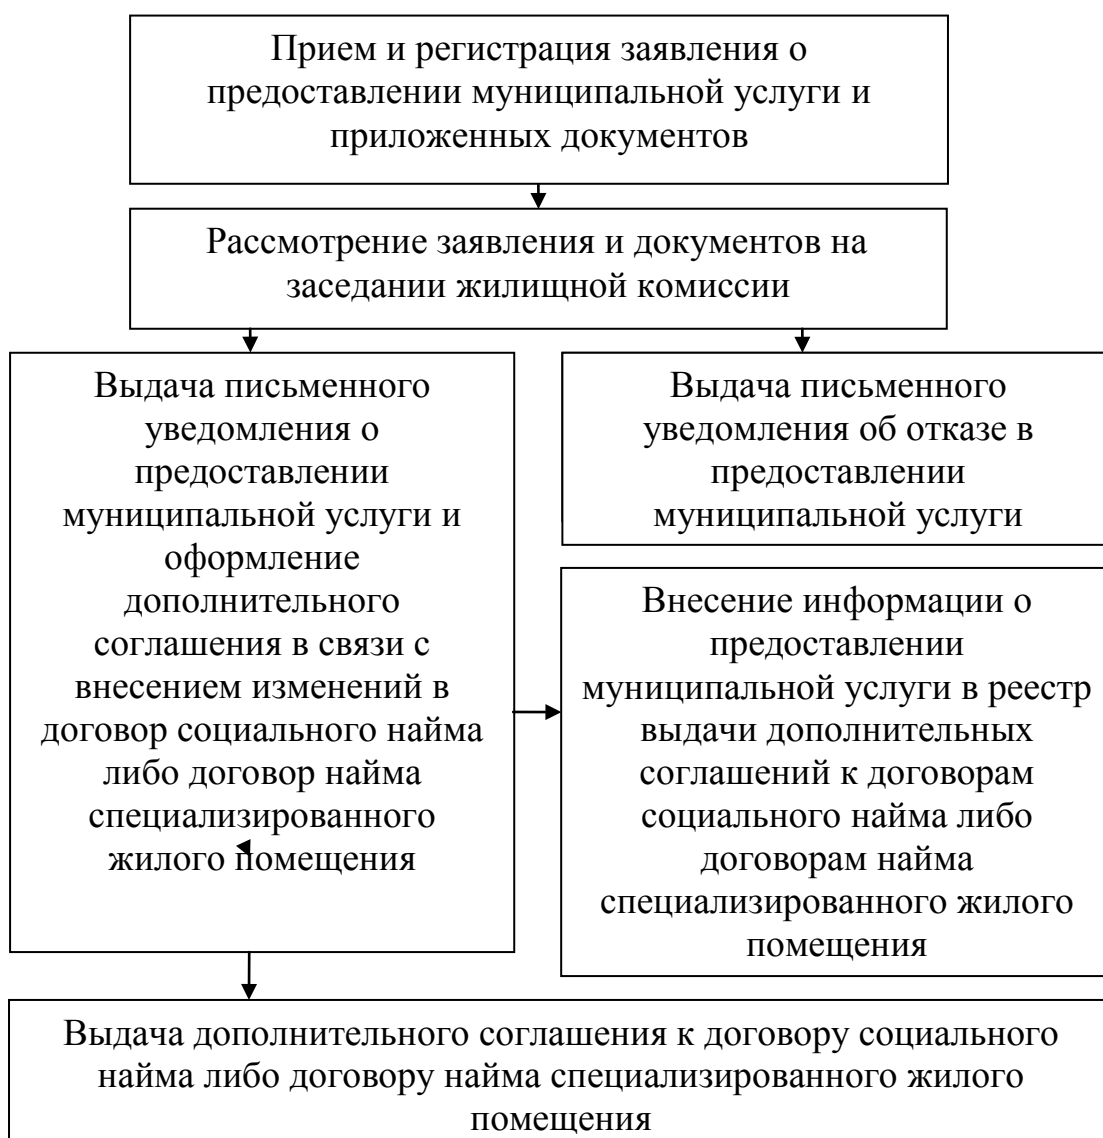 Прием и регистрация заявления о
предоставлении муниципальной услуги и
приложенных документов
Рассмотрение заявления и документов на
заседании жилищной комиссии
Выдача письменного
уведомления о
предоставлении
муниципальной услуги и
оформление
дополнительного
соглашения в связи с
внесением изменений в
договор социального найма
либо договор найма
специализированного
жилого помещения
Выдача письменного
уведомления об отказе в
предоставлении
муниципальной услуги
Внесение информации о
предоставлении
муниципальной услуги в реестр
выдачи дополнительных
соглашений к договорам
социального найма либо
договорам найма
специализированного жилого
помещения
Выдача дополнительного соглашения к договору социального
найма либо договору найма специализированного жилого
помещения